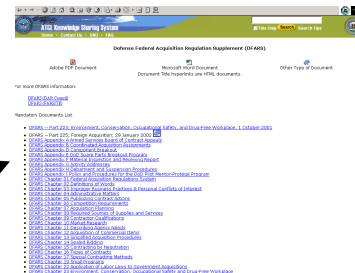 ATCE Knowledge Sharing System
Title Only Search Search Tips
Home · Contact Us · DAU · FAQ
Defense Federal Acquisition Regulation Supplement (DFARS)
Adobe PDF Document
Microsoft Word Document
Other Type of Document
Document Title hyperlinks are HTML documents.
For more DFARS information:
Mandatory Documents List
DFARS -- Part 223; Environment, Conservation, Occupational Safety, and Drug-Free Workplace, 1 October 2001
DFARS -- Part 225; Foreign Acquisition; 29 January 2002
DFARS Appendix A Armed Services Board of Contract Appeals
DFARS Appendix B Coordinated Acquisition Assignments
DFARS Appendix D Component Breakout
DFARS Appendix E DoD Spare Parts Breakout Program
DFARS Appendix F Material Inspection and Receiving Report
DFARS Appendix G Activity Addresses
DFARS Appendix H Debarment and Suspension Procedures
DFARS Appendix I Policy and Procedures for the DOD Pilot Mentor-Protege Program
DFARS Chapter 01 Federal Acquisition Regulations System
DFARS Chapter 02 Definitions of Words
DFARS Chapter 03 Improper Business Practices & Personal Conflicts of Interest
DFARS Chapter 04 Administrative Matters
DFARS Chapter 05 Publicizing Contract Actions
DFARS Chapter 06 Competition Requirements
DFARS Chapter 07 Acquisition Planning
DFARS Chapter 08 Required Sources of Supplies and Services
DFARS Chapter 09 Contractor Qualifications
DFARS Chapter 10 Market Research
DFARS Chapter 11 Describing Agency Needs
DFARS Chapter 12 Acquisition of Commercial Items
DFARS Chapter 13 Simplified Acquisition Procedures
DFARS Chapter 14 Sealed Bidding
DFARS Chapter 15 Contracting by Negotiation
DFARS Chapter 16 Types of Contracts
DFARS Chapter 17 Special Contracting Methods
DFARS Chapter 19 Small Programs
DFARS Chapter 22 Application of Labor Laws to Government Acquisitions
DFARS Chapter 23 Environment, Conservation, Occupational Safety and Drug-Free Workplace